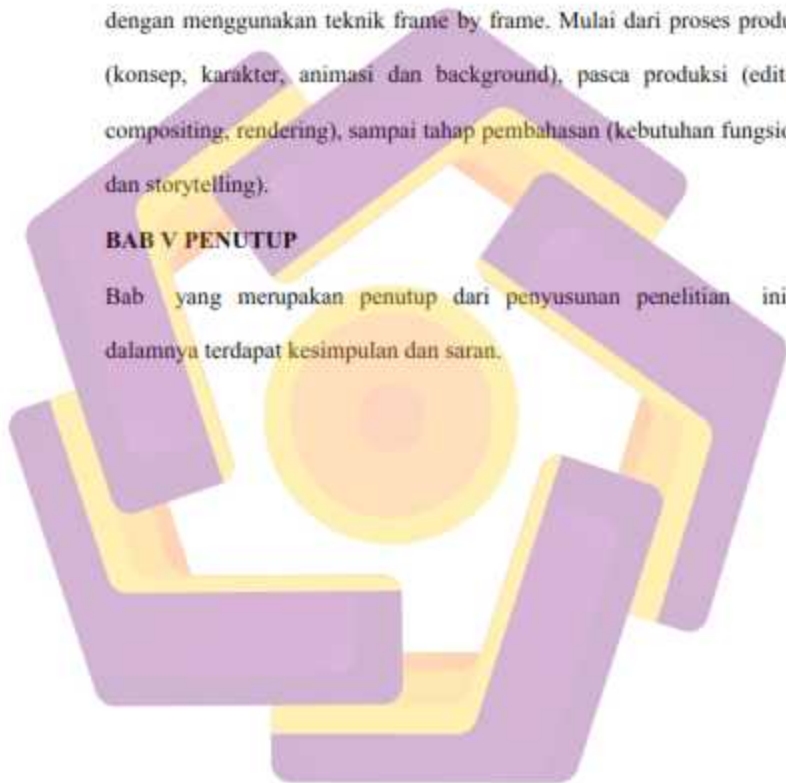 dengan menggunakan teknik frame by frame. Mulai dari proses produ
(konsep, karakter, animasi dan background), pasca produksi (edit
compositing, rendering), sampai tahap pembahasan (kebutuhan fungsio
dan storytelling).
BAB V PENUTUP
Bab yang merupakan penutup dari penyusunan penelitian ini
dalamnya terdapat kesimpulan dan saran.